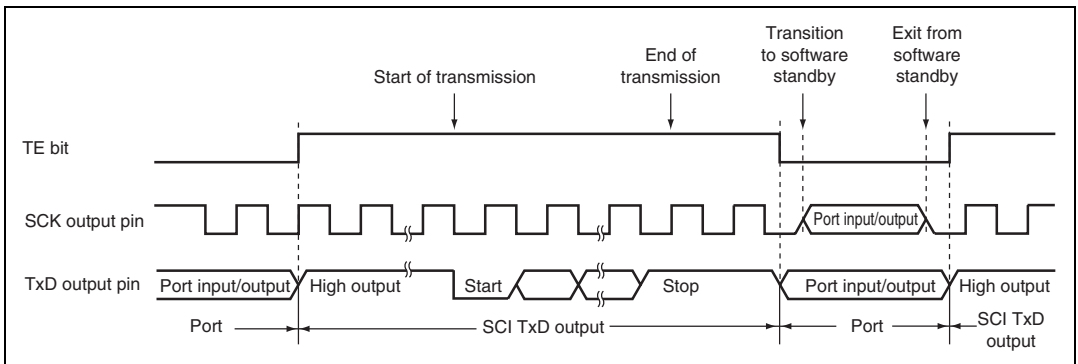 Transition
to software
standby
Exit from
software
standby
End of
transmission
Start of transmission
TE bit
SCK output pin
Port input/output
TxD output pin
Port input/output
High output
Start
Stop
Port input/output
High output
Port
SCI TxD output
Port
SCI TxD
output